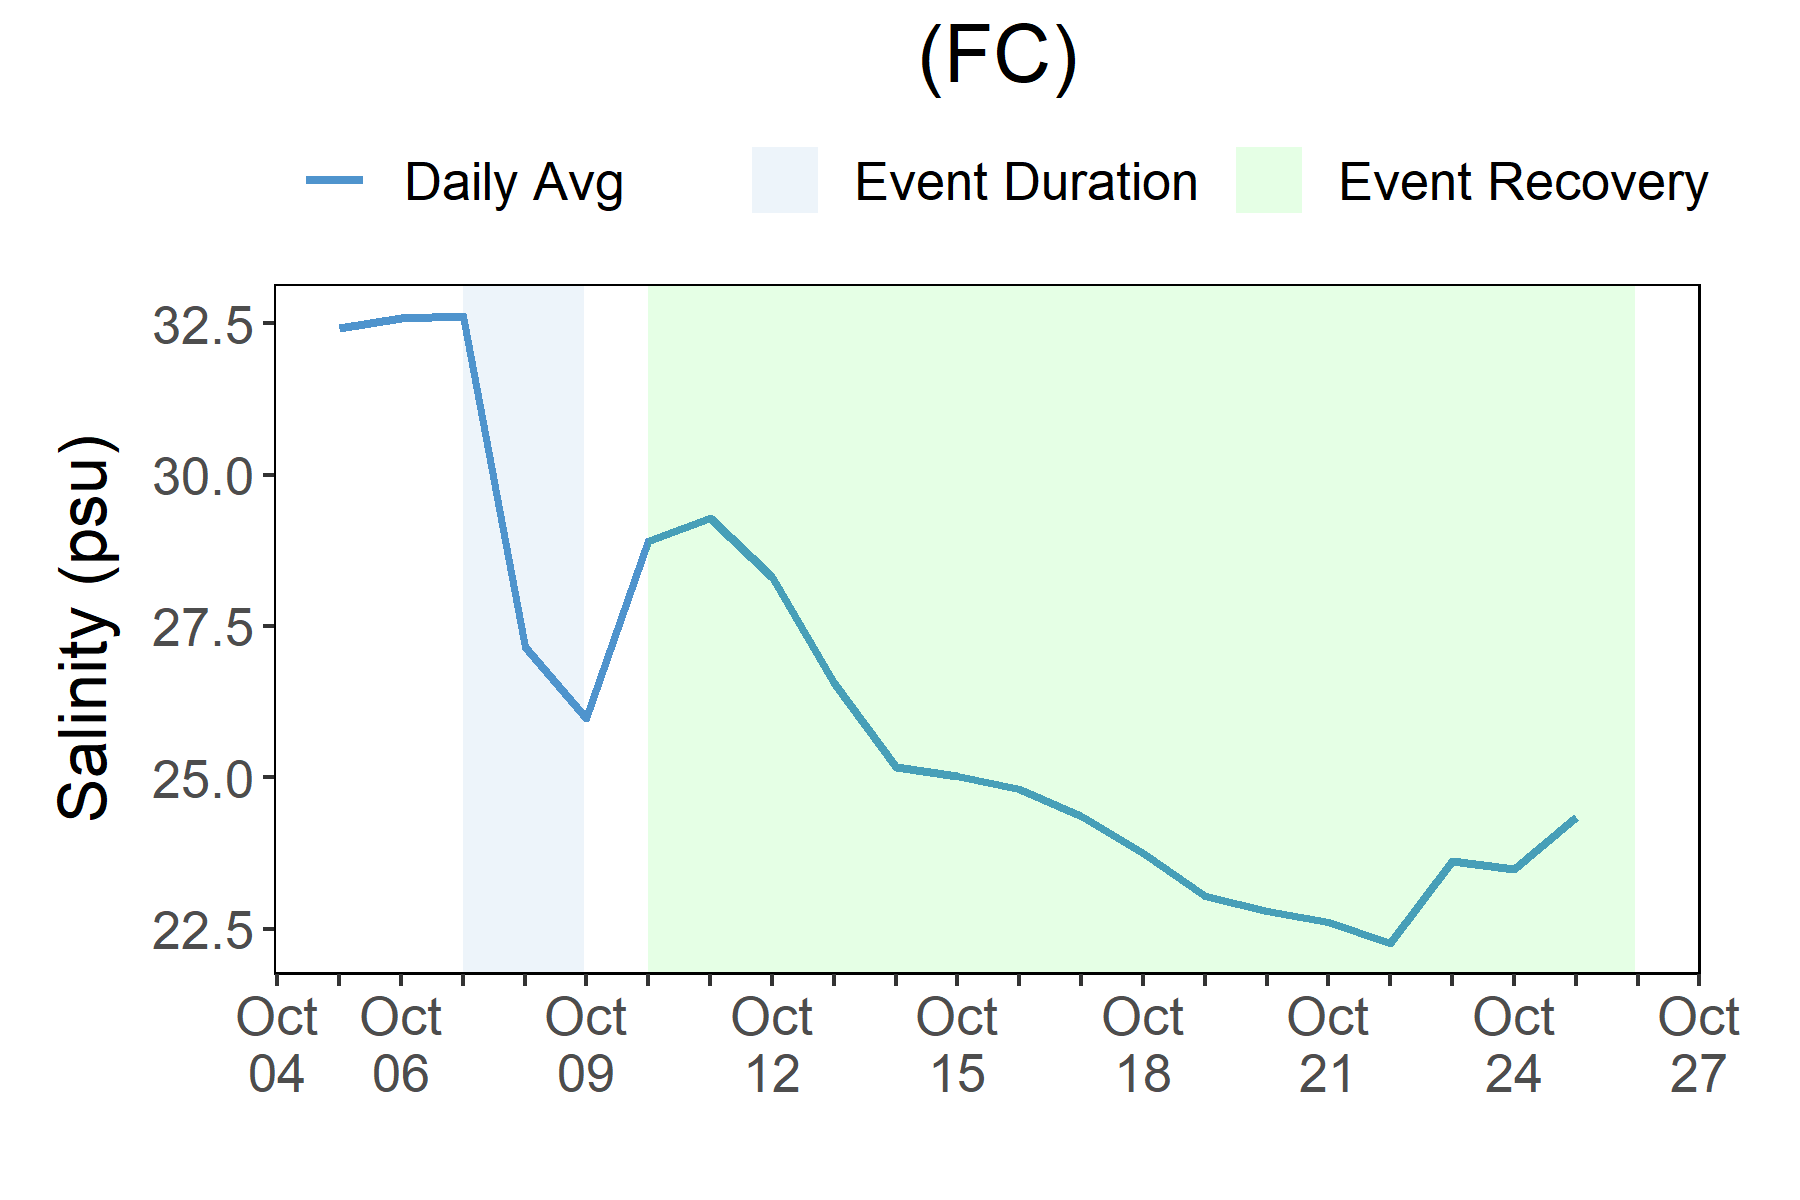 (FC)
Daily Avg Event Duration Event Recovery
Salinity (psu)
32.5
30.0
27.5
25.0
22.5
Oct Oct Oct Oct Oct Oct Oct Oct Oct
04 06 09 12 15 18 21 24 27